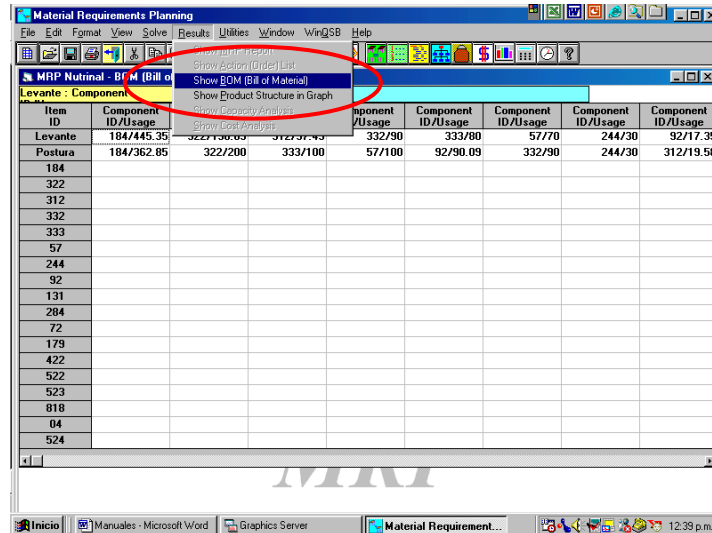 Material Requirements Planning
File Edit Format View Solve Results Utilities Window WinQSB Help
Show MRP Report
Show Action (Order) List
Show BOM (Bill of Material)
Show Product Structure in Graph
Show Capacity Analysis
Show Cost Analysis
MRP Nutrinal - BOM (Bill of
Levante : Component
Item ID Component ID/Usage mponent /Usage Component ID/Usage Component ID/Usage Component ID/Usage Component ID/Usage
Levante 184/445.35 332/90 333/80 57/70 244/30 92/17.39
Postura 184/362.85 322/200 333/100 57/100 92/90.09 332/90 244/30 312/19.50
184
322
312
332
333
57
244
92
131
284
72
179
422
522
523
818
04
524
MRP
Inicio Manuales - Microsoft Word Graphics Server Material Requirement... 12:39 p.m.